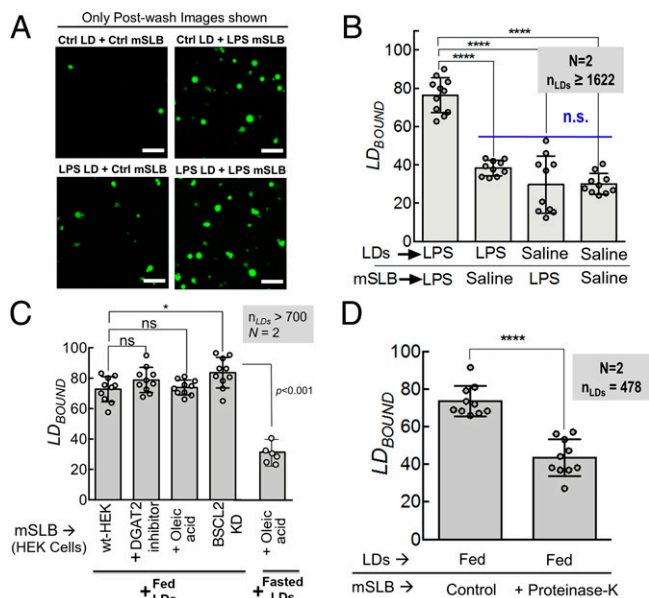 A
Only Post-wash Images shown
Ctrl LD + Ctrl mSLB
Ctrl LD + LPS mSLB
LPS LD + Ctrl mSLB
LPS LD + LPS mSLB
B
LD_BOUND
100
80
60
40
20
0
****
****
****
N=2
n_LDs ≥ 1622
n.s.
LDs → LPS LPS Saline Saline
mSLB → LPS Saline LPS Saline
C
LD_BOUND
100
80
60
40
20
0
*
ns
ns
n_LDs > 700
N = 2
p<0.001
mSLB →
(HEK Cells)
wt-HEK
+ DGAT2
inhibitor
+ Oleic
acid
BSCL2
KD
+ Oleic
acid
+ Fed
LDs
+ Fasted
LDs
D
LD_BOUND
100
80
60
40
20
0
****
N=2
n_LDs = 478
LDs → Fed Fed
mSLB → Control + Proteinase-K